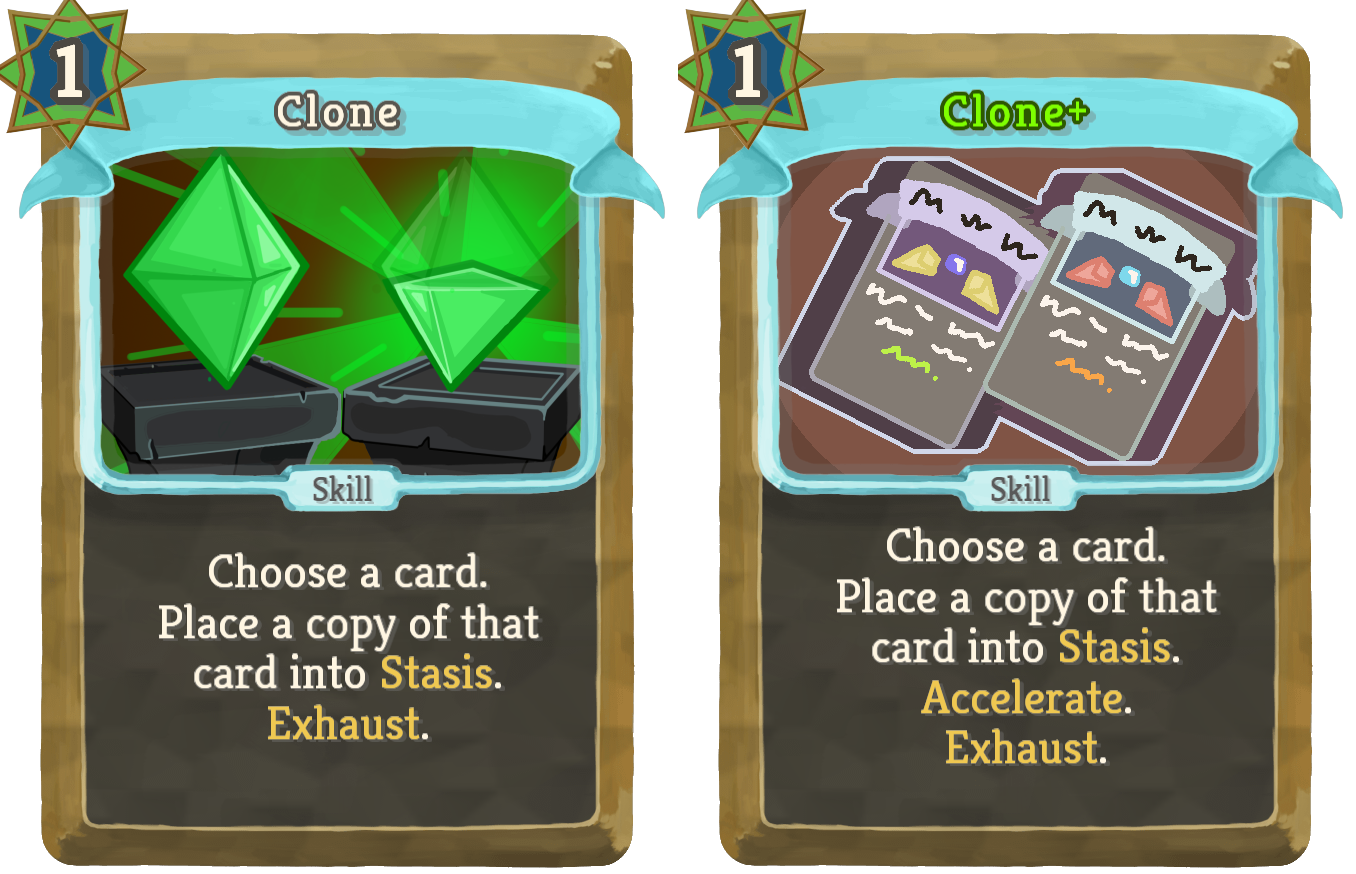 1
Clone
Skill
Choose a card.
Place a copy of that
card into Stasis.
Exhaust.
1
Clone+
Skill
Choose a card.
Place a copy of that
card into Stasis.
Accelerate.
Exhaust.